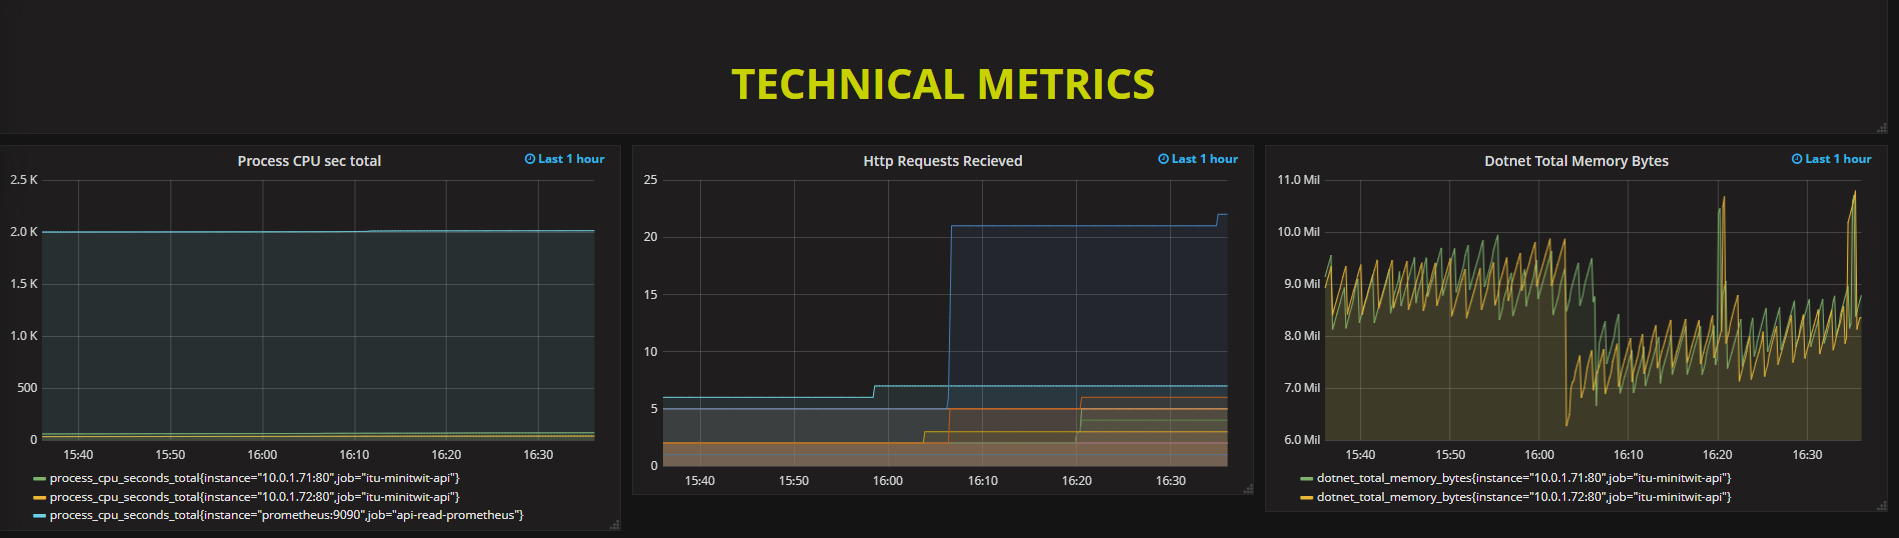 TECHNICAL METRICS
Process CPU sec total
Last 1 hour
2.5 K
2.0 K
1.5 K
1.0 K
500
0
15:40 15:50 16:00 16:10 16:20 16:30
process_cpu_seconds_total{instance="10.0.1.71:80",job="itu-minitwit-api"}
process_cpu_seconds_total{instance="10.0.1.72:80",job="itu-minitwit-api"}
process_cpu_seconds_total{instance="prometheus:9090",job="api-read-prometheus"}
Http Requests Recieved
Last 1 hour
25
20
15
10
5
0
15:40 15:50 16:00 16:10 16:20 16:30
Dotnet Total Memory Bytes
Last 1 hour
11.0 Mil
10.0 Mil
9.0 Mil
8.0 Mil
7.0 Mil
6.0 Mil
15:40 15:50 16:00 16:10 16:20 16:30
dotnet_total_memory_bytes{instance="10.0.1.71:80",job="itu-minitwit-api"}
dotnet_total_memory_bytes{instance="10.0.1.72:80",job="itu-minitwit-api"}